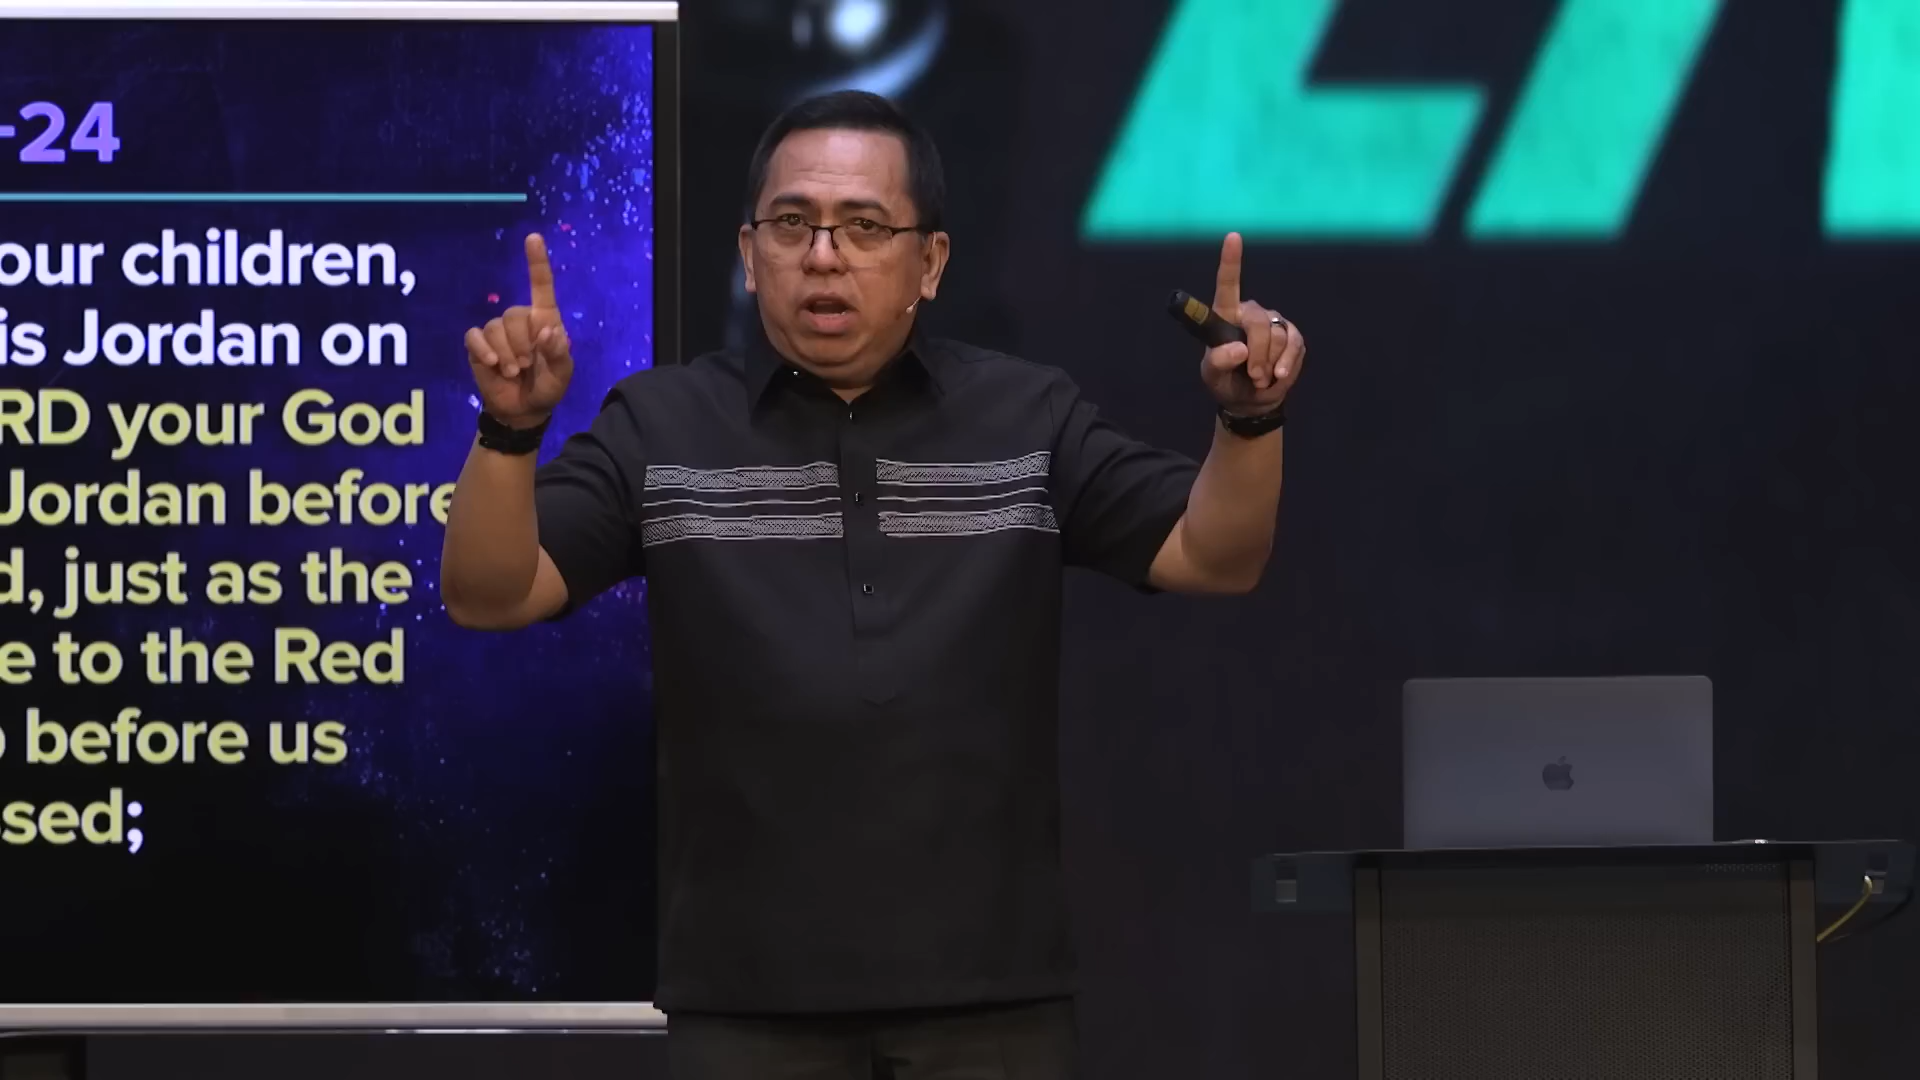 -24
our children,
is Jordan on
RD your God
Jordan before
d, just as the
e to the Red
before us
ssed;